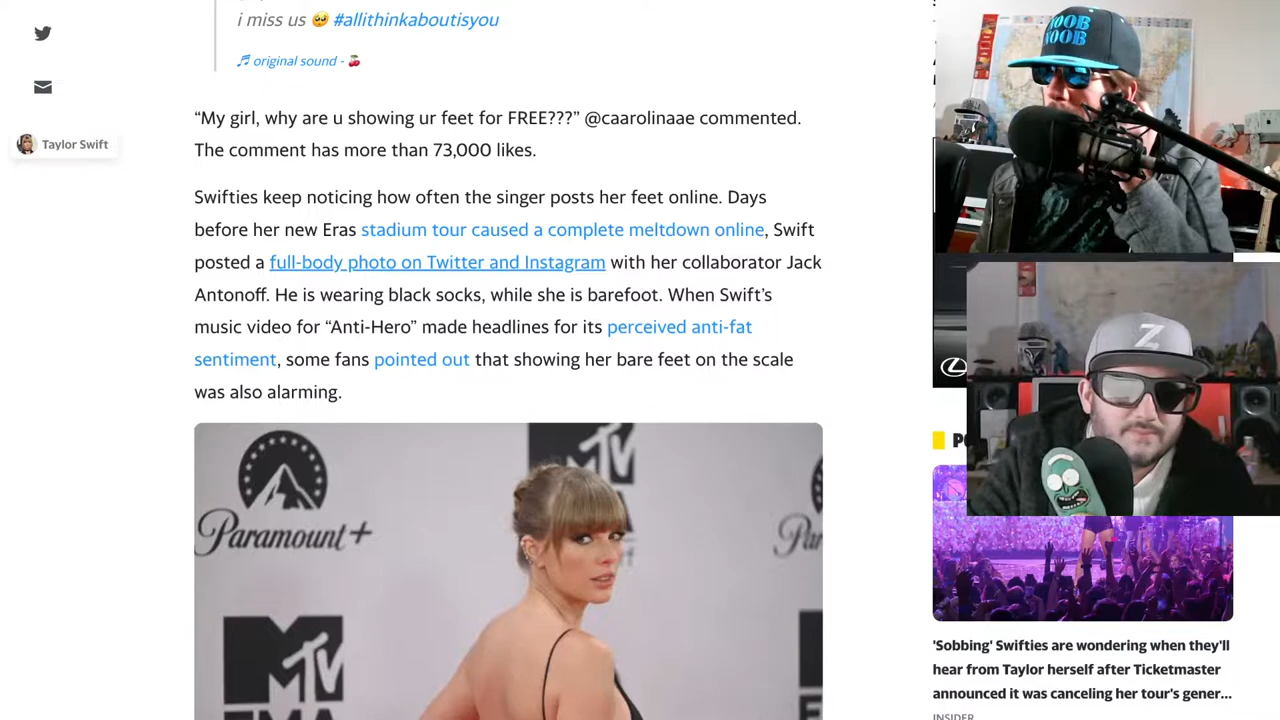 i miss us 🥺 #allithinkaboutisyou
♬ original sound - 🍒
Taylor Swift
“My girl, why are u showing ur feet for FREE???” @caarolinaae commented.
The comment has more than 73,000 likes.
Swifties keep noticing how often the singer posts her feet online. Days
before her new Eras stadium tour caused a complete meltdown online, Swift
posted a full-body photo on Twitter and Instagram with her collaborator Jack
Antonoff. He is wearing black socks, while she is barefoot. When Swift’s
music video for “Anti-Hero” made headlines for its perceived anti-fat
sentiment, some fans pointed out that showing her bare feet on the scale
was also alarming.
MTV
Paramount+
MTV
EMA
NOOB
NOOB
Z
'Sobbing' Swifties are wondering when they'll
hear from Taylor herself after Ticketmaster
announced it was canceling her tour's gener...
INSIDER